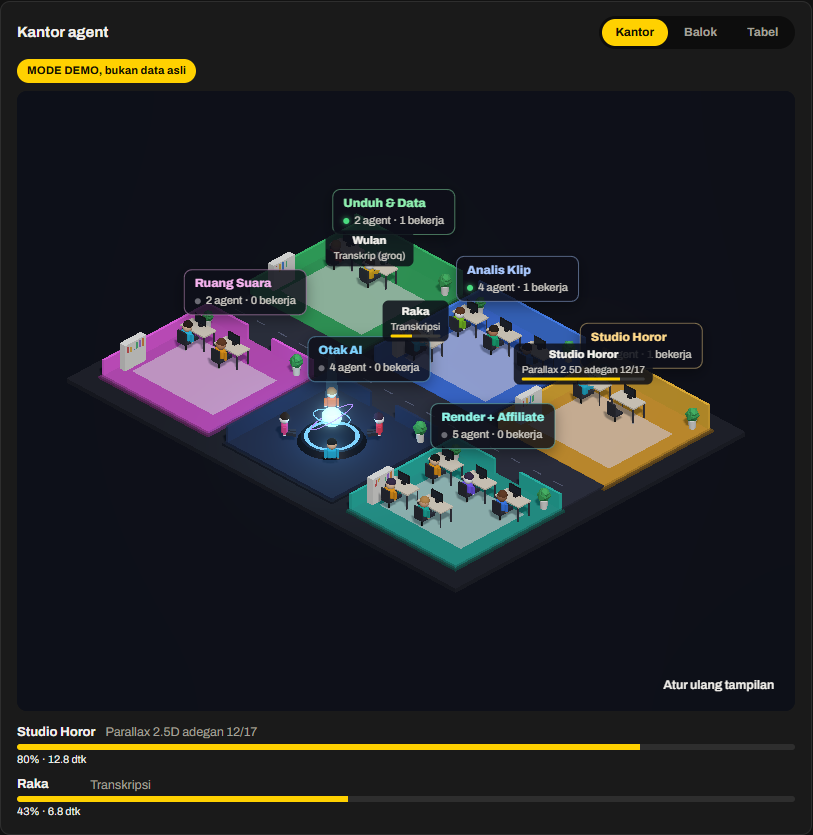 Kantor agent
Kantor
Balok
Tabel
MODE DEMO, bukan data asli
Unduh & Data
2 agent · 1 bekerja
Wulan
Transkrip (groq)
Analis Klip
4 agent · 1 bekerja
Ruang Suara
2 agent · 0 bekerja
Raka
Transkripsi
Studio Horor
agent · 1 bekerja
Studio Horor
Parallax 2.5D adegan 12/17
Otak AI
4 agent · 0 bekerja
Render + Affiliate
5 agent · 0 bekerja
Atur ulang tampilan
Studio Horor Parallax 2.5D adegan 12/17
80% · 12.8 dtk
Raka Transkripsi
43% · 6.8 dtk